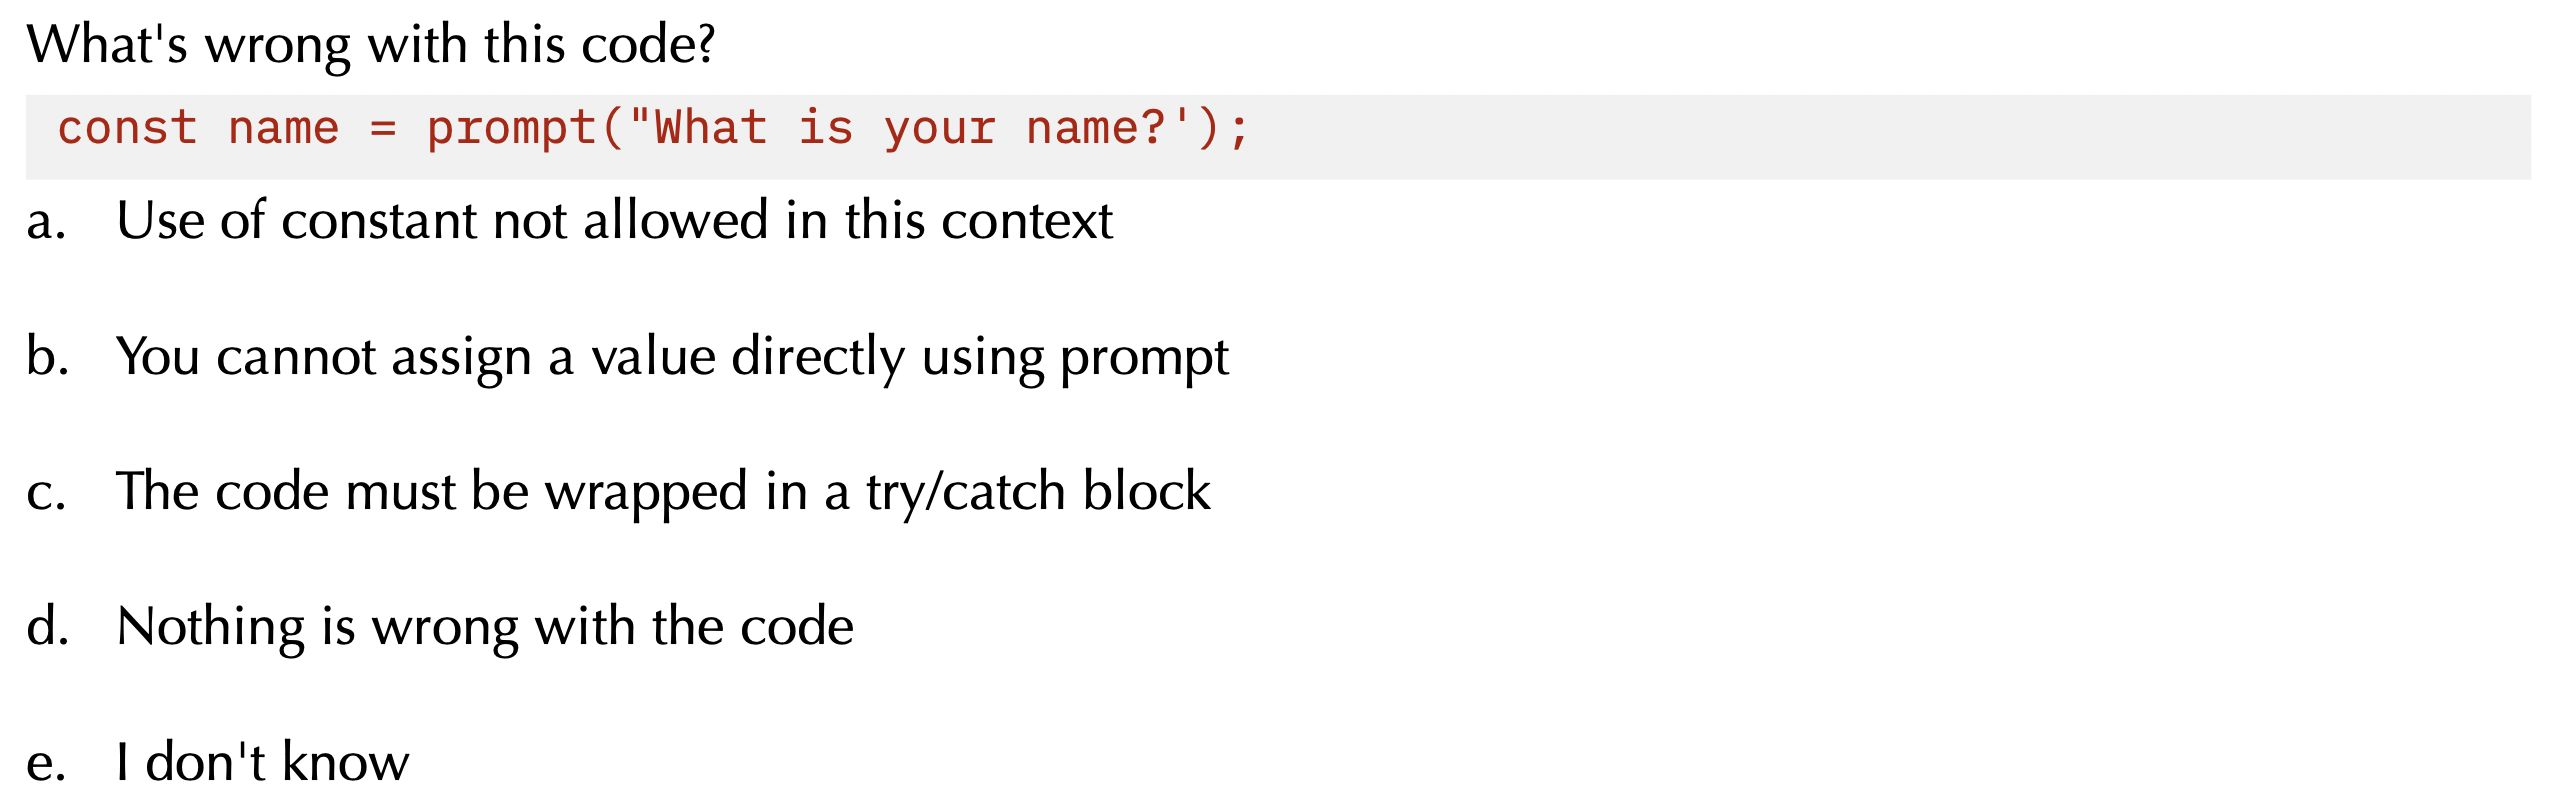 What's wrong with this code?
const name = prompt("What is your name?');
a. Use of constant not allowed in this context
b. You cannot assign a value directly using prompt
c. The code must be wrapped in a try/catch block
d. Nothing is wrong with the code
e. I don't know